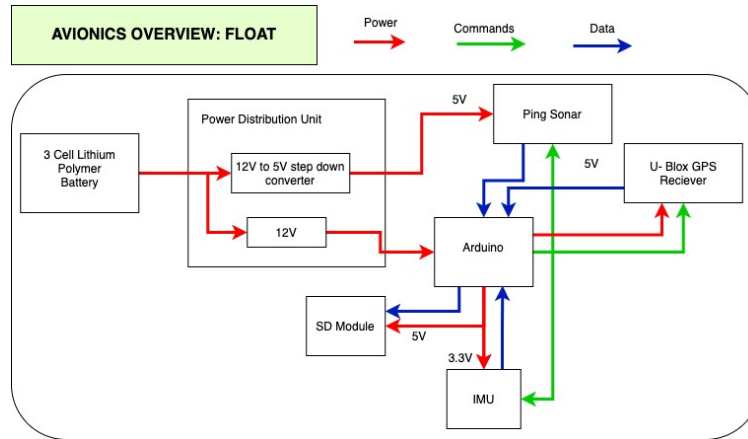 AVIONICS OVERVIEW: FLOAT
Power
Commands
Data
Power Distribution Unit
3 Cell Lithium
Polymer
Battery
12V to 5V step down
converter
12V
5V
Ping Sonar
5V
U- Blox GPS
Reciever
Arduino
SD Module
5V
3.3V
IMU